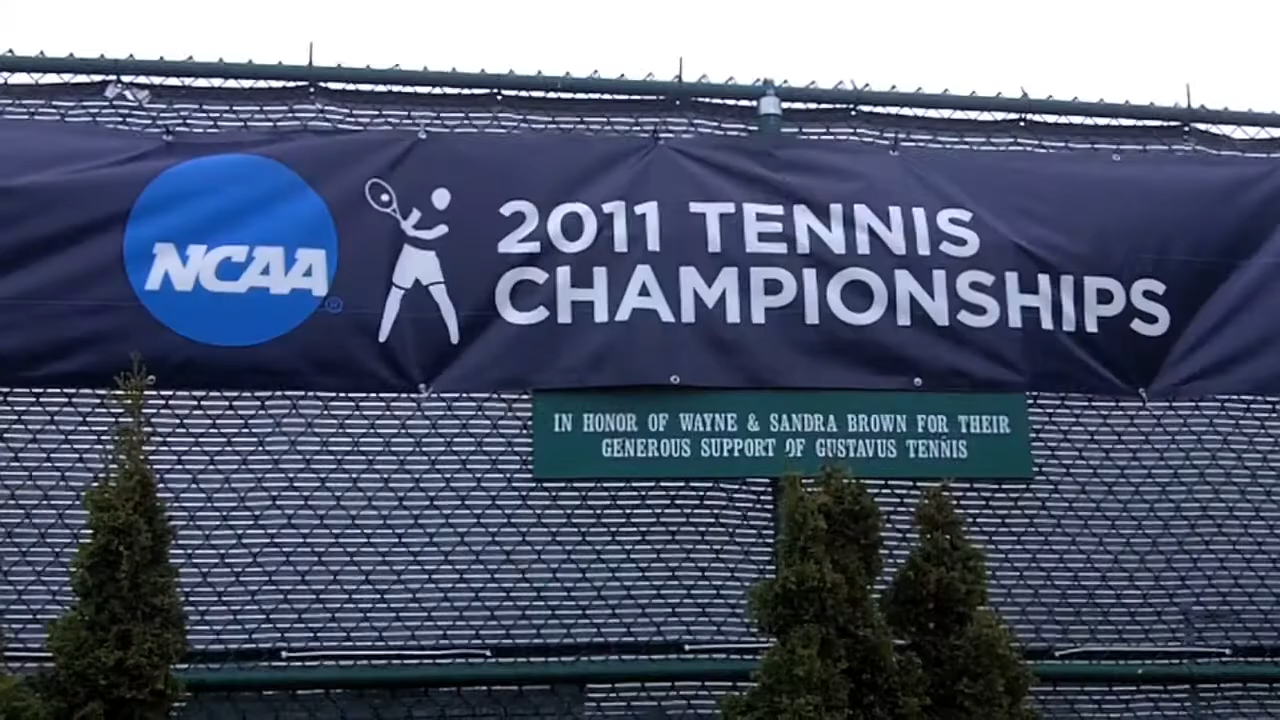 NCAA
®
2011 TENNIS
CHAMPIONSHIPS
IN HONOR OF WAYNE & SANDRA BROWN FOR THEIR
GENEROUS SUPPORT OF GUSTAVUS TENNIS